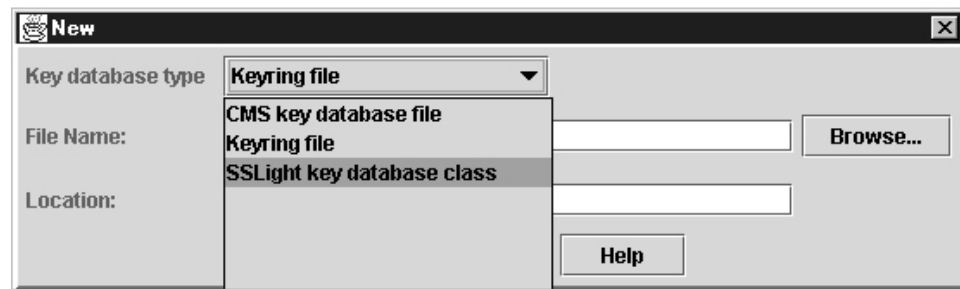 New
Key database type Keyring file
CMS key database file
File Name: Keyring file Browse...
SSLight key database class
Location:
Help